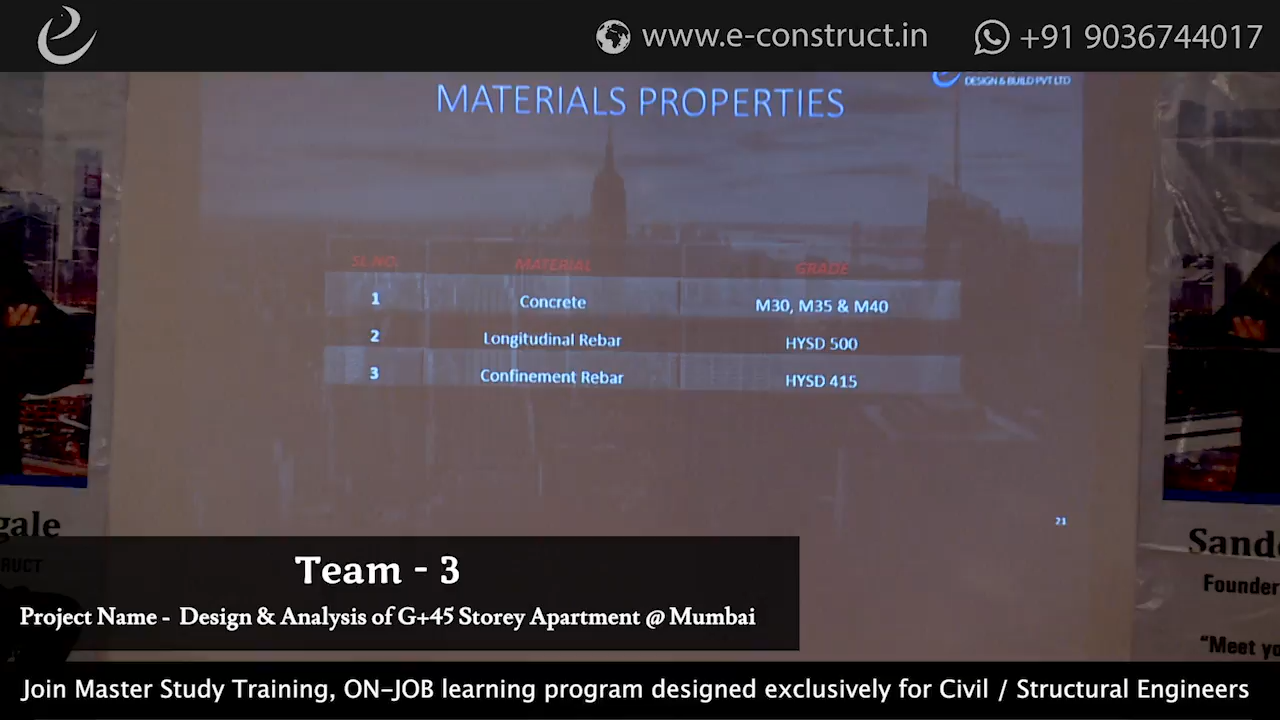 www.e-construct.in
+91 9036744017
DESIGN & BUILD PVT LTD
MATERIALS PROPERTIES
SL NO. MATERIAL GRADE
1 Concrete M30, M35 & M40
2 Longitudinal Rebar HYSD 500
3 Confinement Rebar HYSD 415
21
gale
RUCT
Sand
Founder
“Meet yo
Team - 3
Project Name - Design & Analysis of G+45 Storey Apartment @ Mumbai
Join Master Study Training, ON-JOB learning program designed exclusively for Civil / Structural Engineers